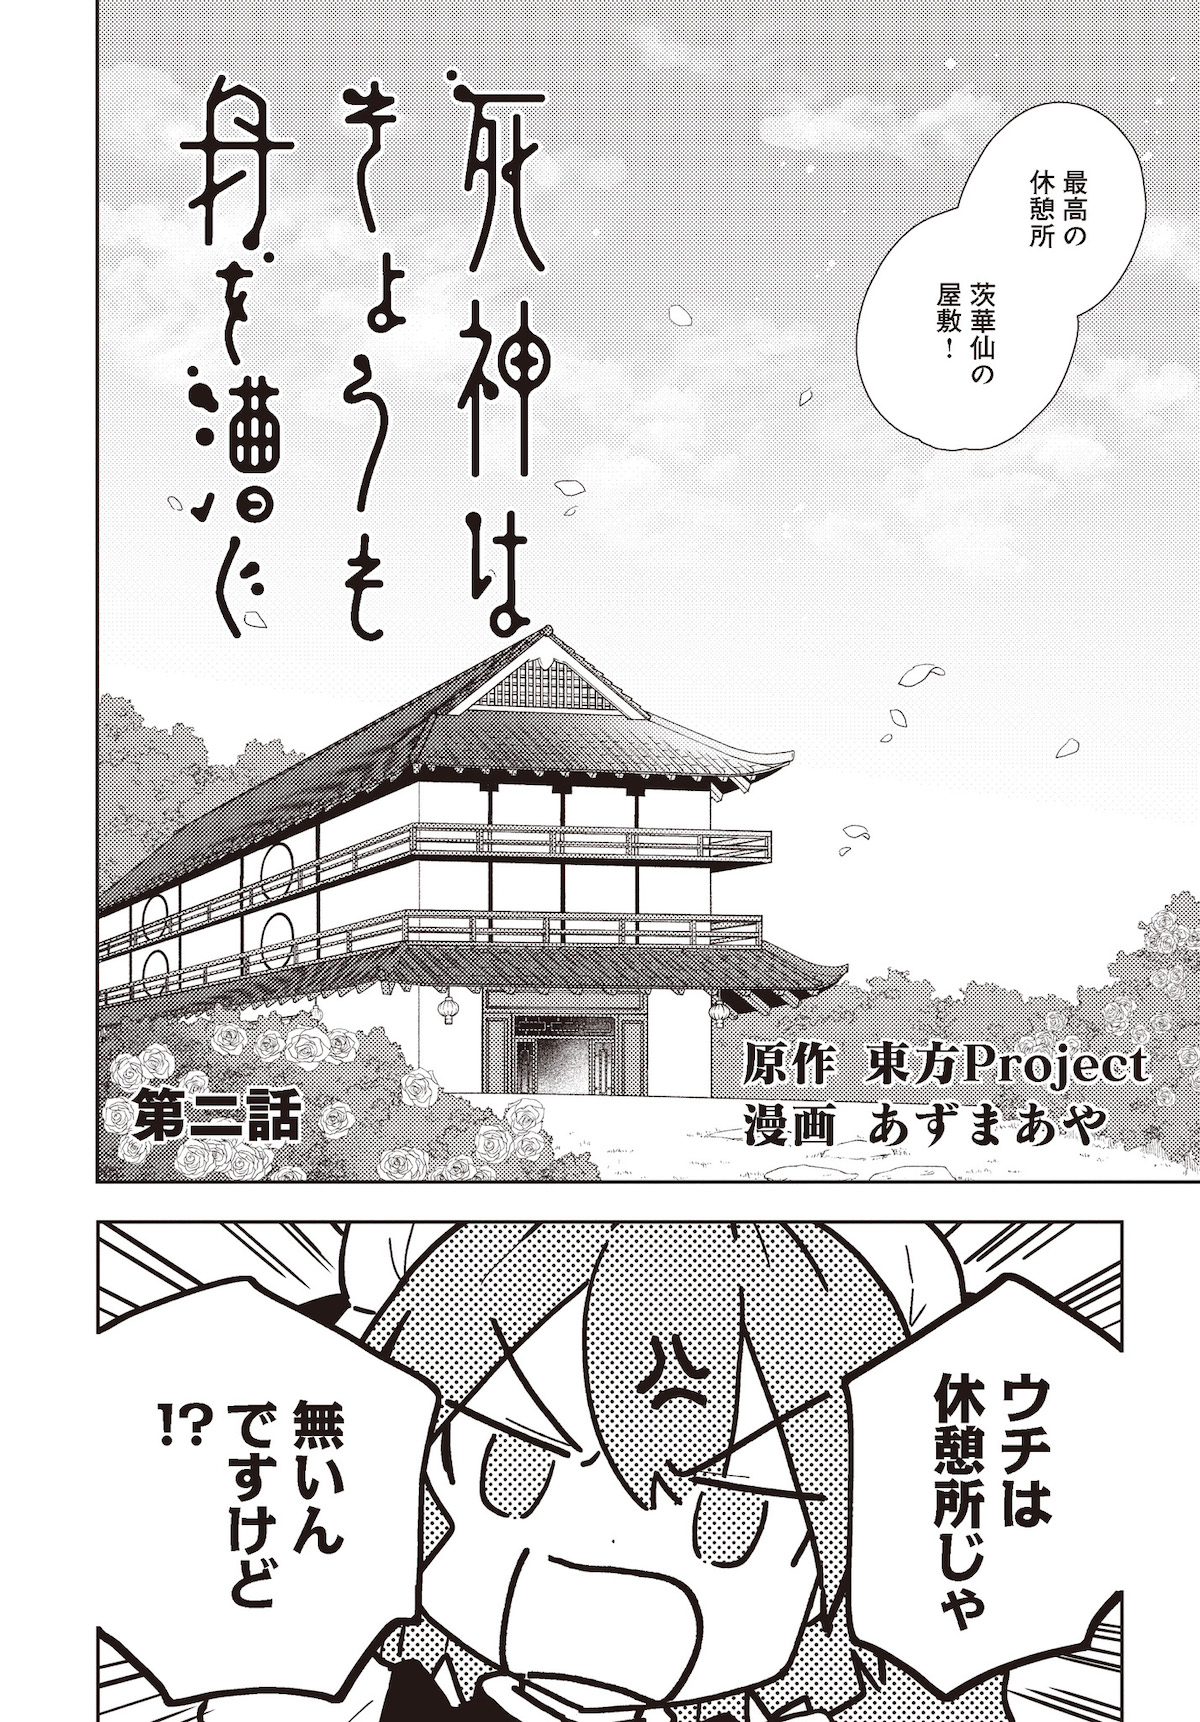 最高の
休憩所
茨華仙の
屋敷！
死神は
きょうも
舟を漕ぐ
原作 東方Project
漫画 あずまあや
第二話
ウチは
休憩所じゃ
無いん
ですけど
!?